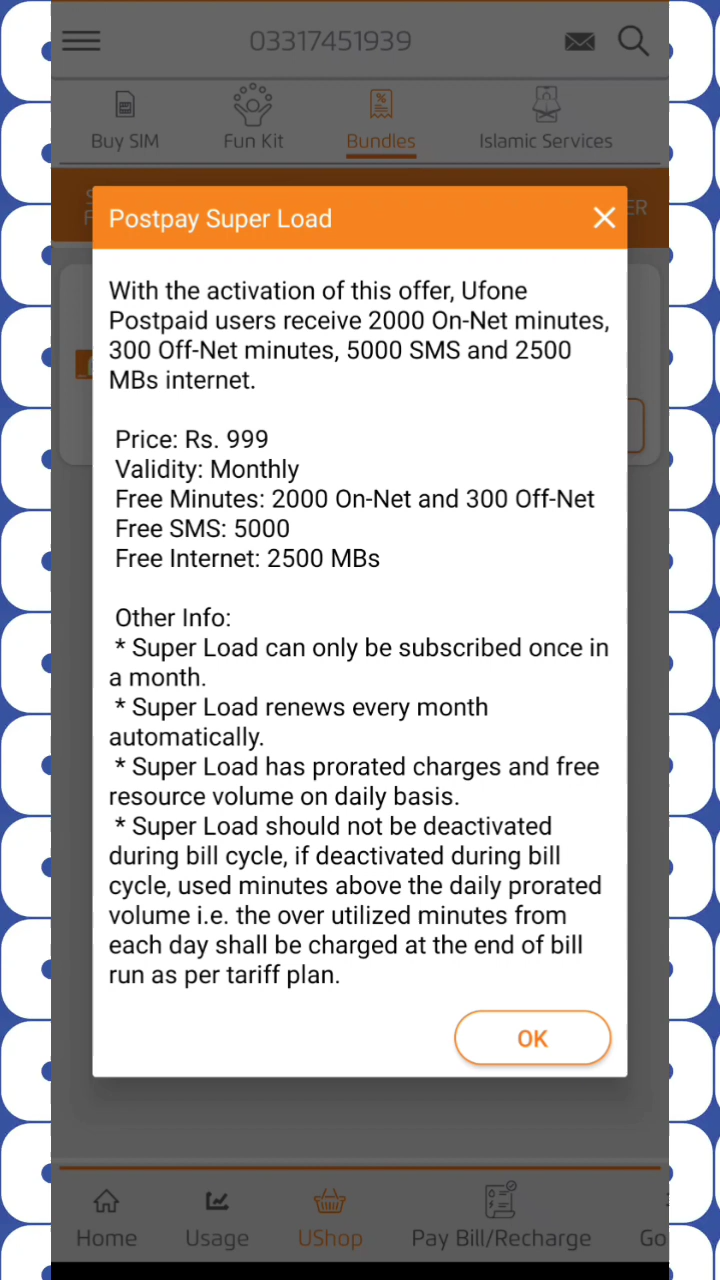 03317451939
Buy SIM
Fun Kit
Bundles
Islamic Services
Postpay Super Load
With the activation of this offer, Ufone
Postpaid users receive 2000 On-Net minutes,
300 Off-Net minutes, 5000 SMS and 2500
MBs internet.
Price: Rs. 999
Validity: Monthly
Free Minutes: 2000 On-Net and 300 Off-Net
Free SMS: 5000
Free Internet: 2500 MBs
Other Info:
* Super Load can only be subscribed once in
a month.
* Super Load renews every month
automatically.
* Super Load has prorated charges and free
resource volume on daily basis.
* Super Load should not be deactivated
during bill cycle, if deactivated during bill
cycle, used minutes above the daily prorated
volume i.e. the over utilized minutes from
each day shall be charged at the end of bill
run as per tariff plan.
OK
Home
Usage
UShop
Pay Bill/Recharge
Go